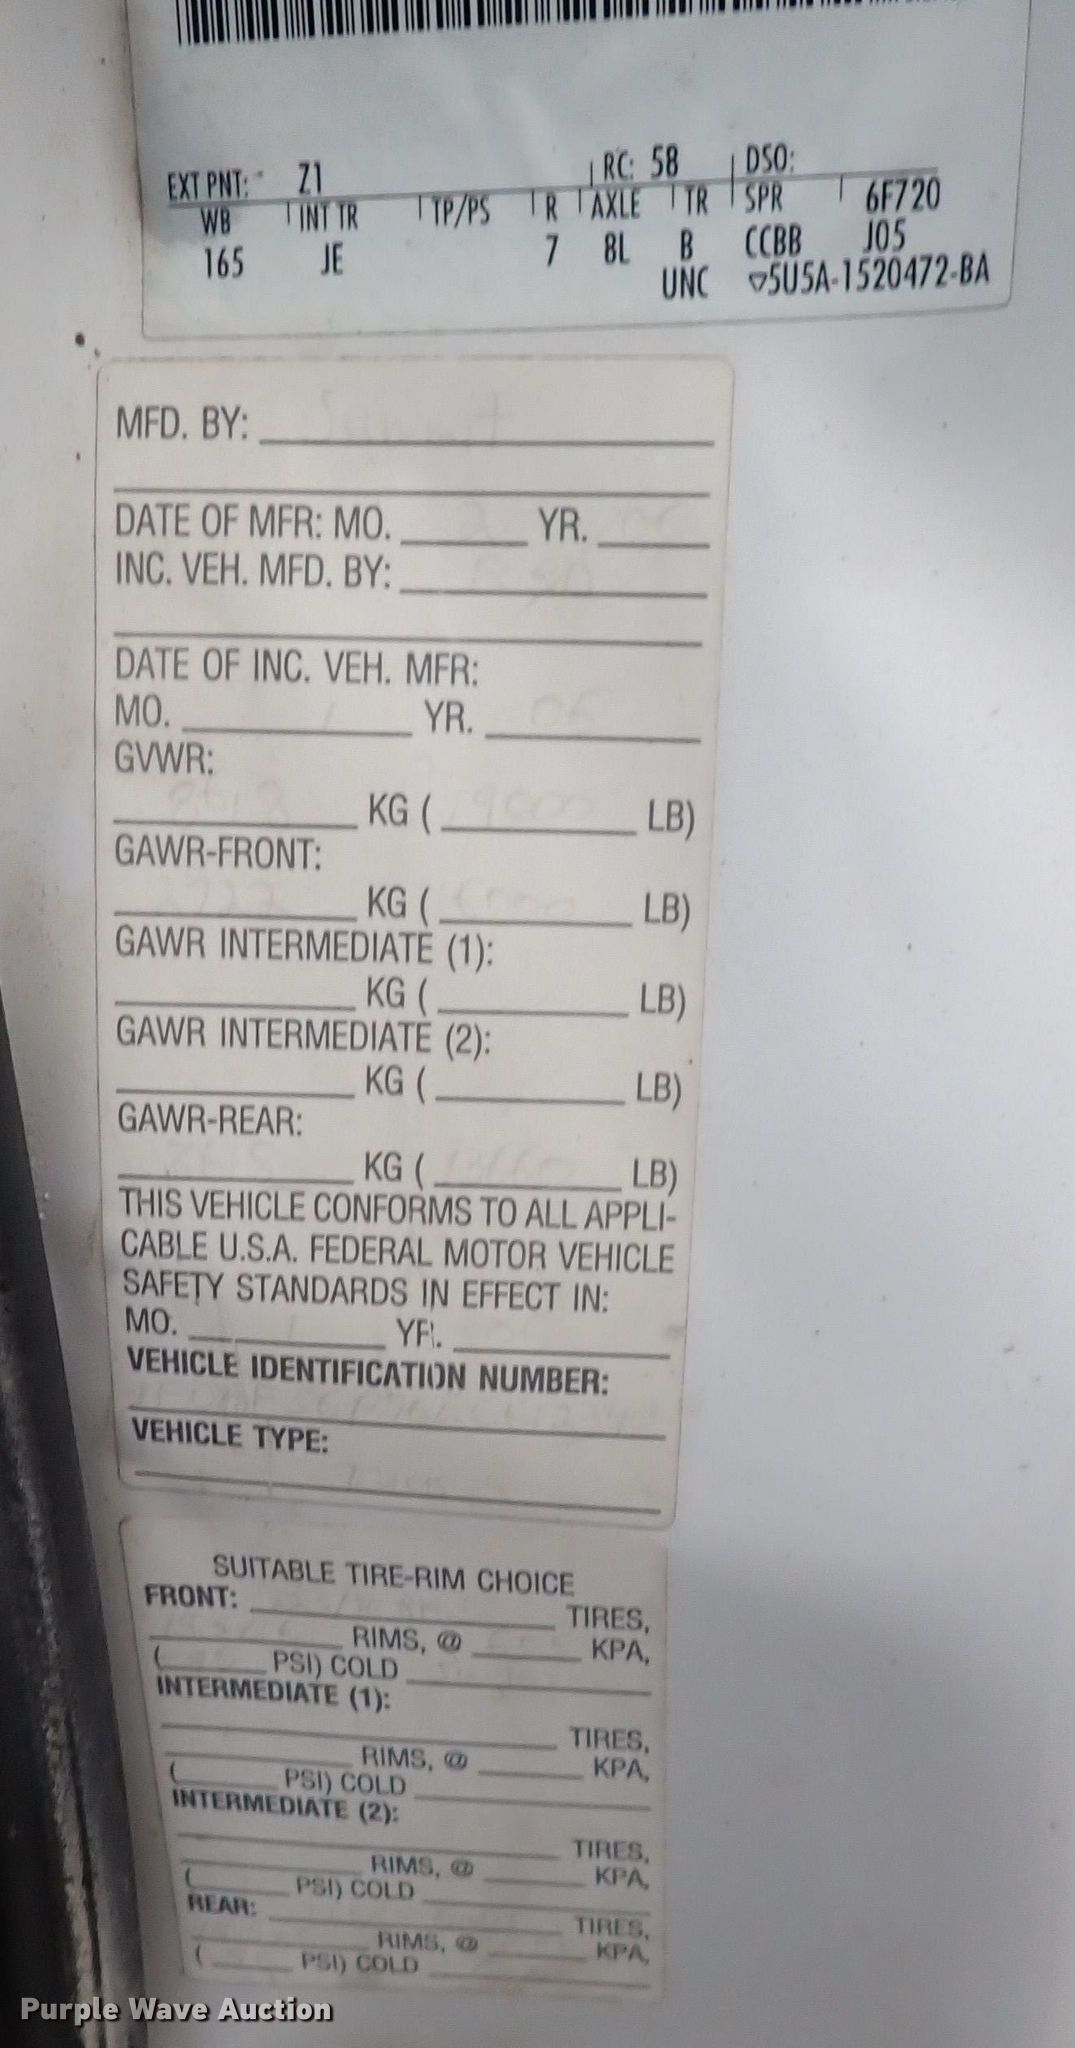 EXT PNT: Z1 RC: 58 DSO:
WB INT TR TP/PS R AXLE TR SPR 6F720
165 JE 7 8L B CCBB J05
UNC ▽5U5A-1520472-BA
MFD. BY:
DATE OF MFR: MO. YR.
INC. VEH. MFD. BY:
DATE OF INC. VEH. MFR:
MO. YR. 06
GVWR:
KG ( 19000 LB)
GAWR-FRONT:
KG ( LB)
GAWR INTERMEDIATE (1):
KG ( LB)
GAWR INTERMEDIATE (2):
KG ( LB)
GAWR-REAR:
KG ( LB)
THIS VEHICLE CONFORMS TO ALL APPLI-
CABLE U.S.A. FEDERAL MOTOR VEHICLE
SAFETY STANDARDS IN EFFECT IN:
MO. YR.
VEHICLE IDENTIFICATION NUMBER:
VEHICLE TYPE:
SUITABLE TIRE-RIM CHOICE
FRONT: TIRES,
RIMS, @ KPA,
( PSI) COLD
INTERMEDIATE (1):
TIRES,
RIMS, @ KPA,
( PSI) COLD
INTERMEDIATE (2):
TIRES,
RIMS, @ KPA,
( PSI) COLD
REAR: TIRES,
RIMS, @ KPA,
( PSI) COLD
Purple Wave Auction